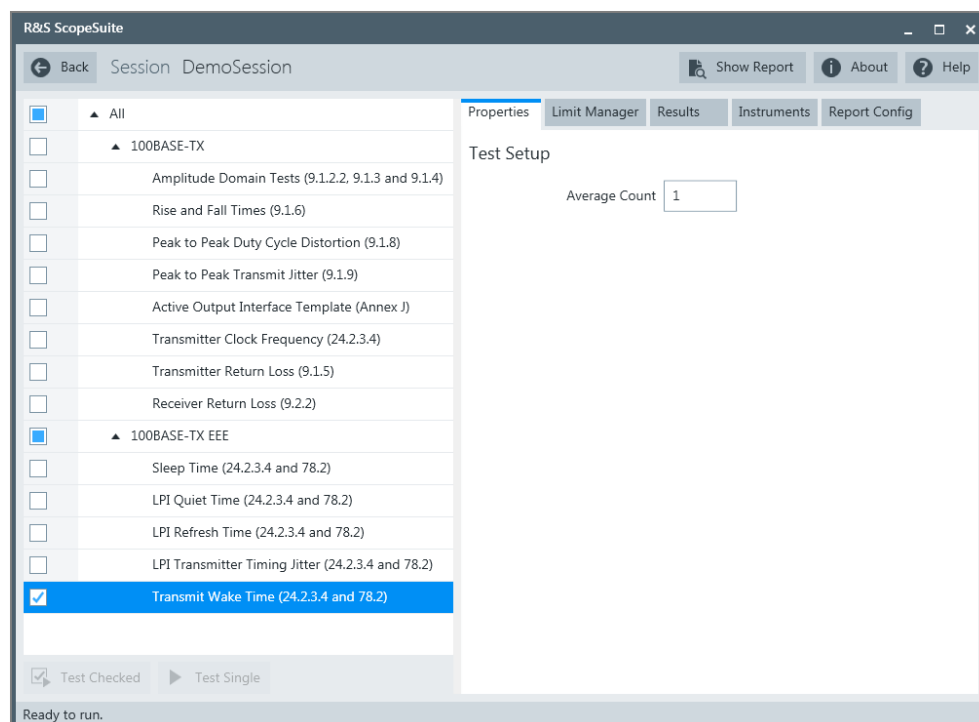 R&S ScopeSuite
Back Session DemoSession Show Report About Help
All
100BASE-TX
Amplitude Domain Tests (9.1.2.2, 9.1.3 and 9.1.4)
Rise and Fall Times (9.1.6)
Peak to Peak Duty Cycle Distortion (9.1.8)
Peak to Peak Transmit Jitter (9.1.9)
Active Output Interface Template (Annex J)
Transmitter Clock Frequency (24.2.3.4)
Transmitter Return Loss (9.1.5)
Receiver Return Loss (9.2.2)
100BASE-TX EEE
Sleep Time (24.2.3.4 and 78.2)
LPI Quiet Time (24.2.3.4 and 78.2)
LPI Refresh Time (24.2.3.4 and 78.2)
LPI Transmitter Timing Jitter (24.2.3.4 and 78.2)
Transmit Wake Time (24.2.3.4 and 78.2)
Test Checked Test Single
Properties Limit Manager Results Instruments Report Config
Test Setup
Average Count 1
Ready to run.